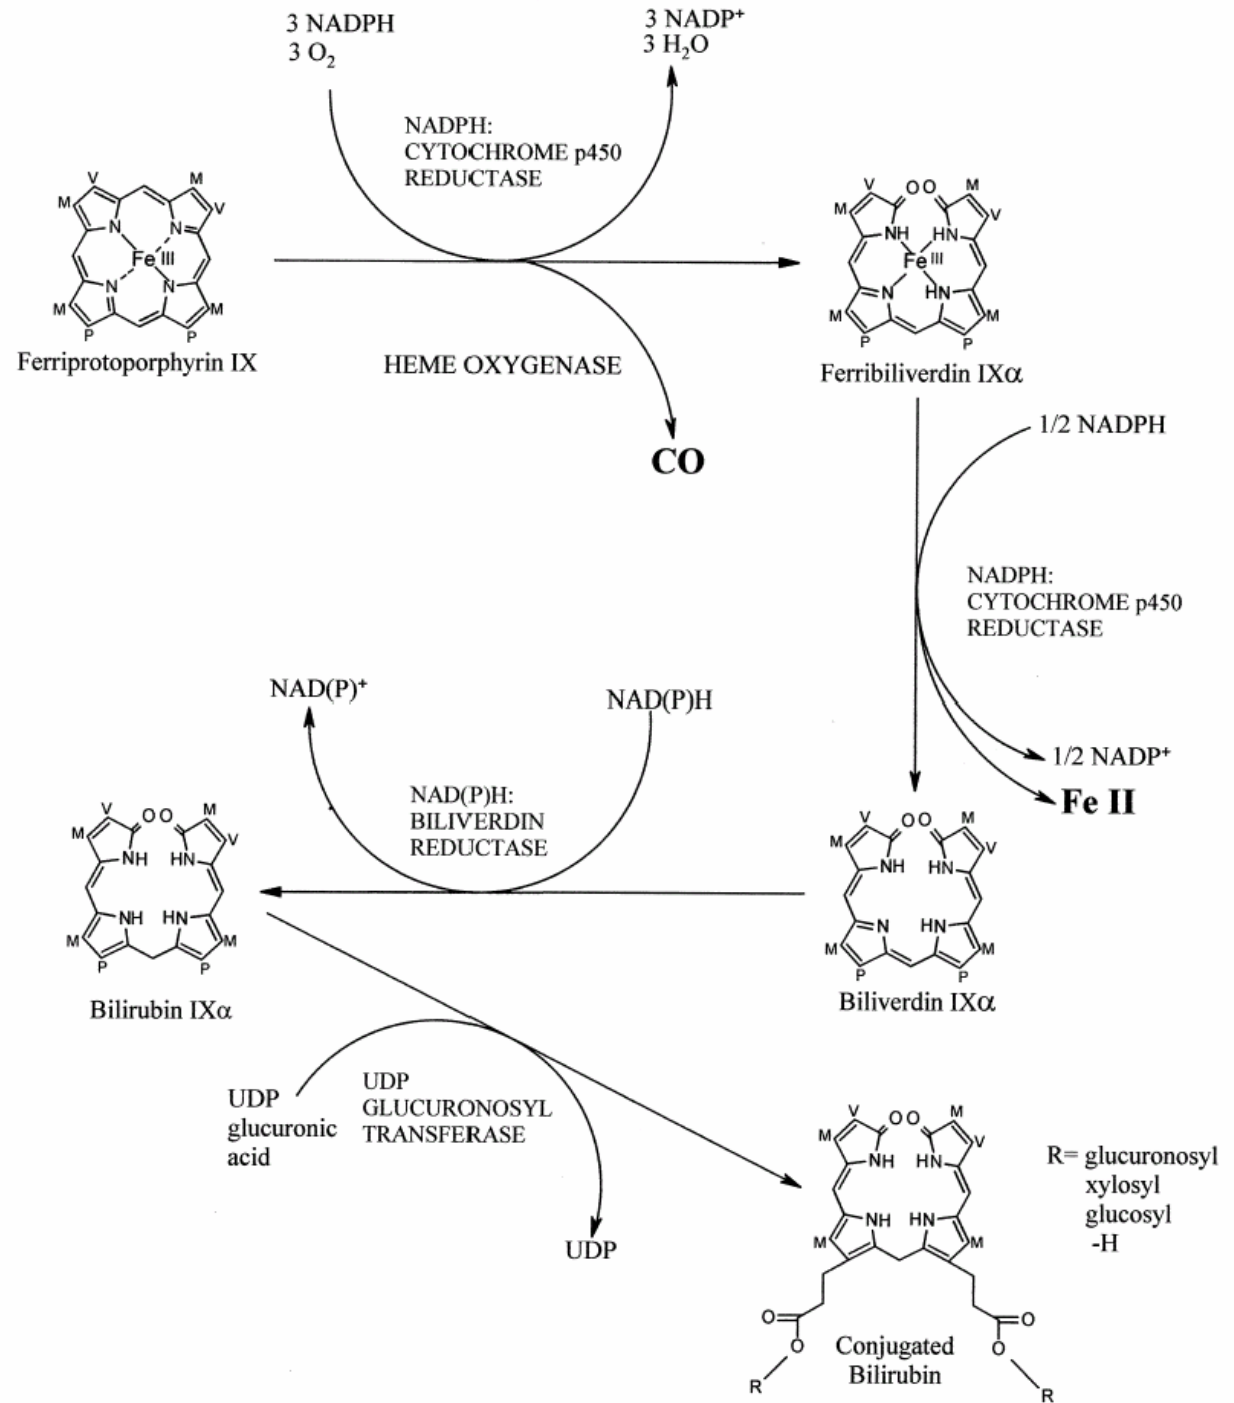 3 NADPH
3 O2
3 NADP+
3 H2O
NADPH:
CYTOCHROME p450
REDUCTASE
V
M
M
V
N
N
Fe III
N
N
M
M
P
P
Ferriprotoporphyrin IX
HEME OXYGENASE
CO
V
O O
M
M
V
NH
HN
Fe III
N
HN
M
M
P
P
Ferribiliverdin IXα
1/2 NADPH
NADPH:
CYTOCHROME p450
REDUCTASE
1/2 NADP+
Fe II
NAD(P)+
NAD(P)H
NAD(P)H:
BILIVERDIN
REDUCTASE
V
O O
M
M
V
NH
HN
N
HN
M
M
P
P
Biliverdin IXα
V
O O
M
M
V
NH
HN
NH
HN
M
M
P
P
Bilirubin IXα
UDP
glucuronic
acid
UDP
GLUCURONOSYL
TRANSFERASE
UDP
V
O O
M
M
V
NH
HN
NH
HN
M
M
O
O
O
O
R
R
Conjugated
Bilirubin
R= glucuronosyl
xylosyl
glucosyl
-H